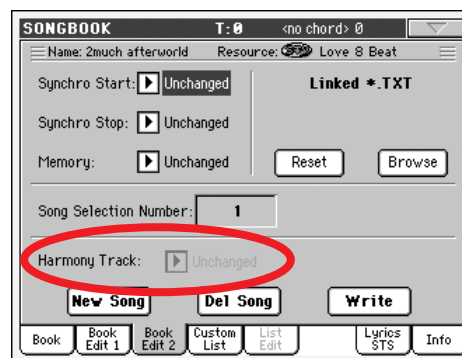 SONGBOOK T:0 <no chord> 0
Name: 2much afterworld Resource: Love 8 Beat
Synchro Start: Unchanged Linked *.TXT
Synchro Stop: Unchanged
Memory: Unchanged Reset Browse
Song Selection Number: 1
Harmony Track: Unchanged
New Song Del Song Write
Book Book Edit 1 Book Edit 2 Custom List List Edit Lyrics STS Info